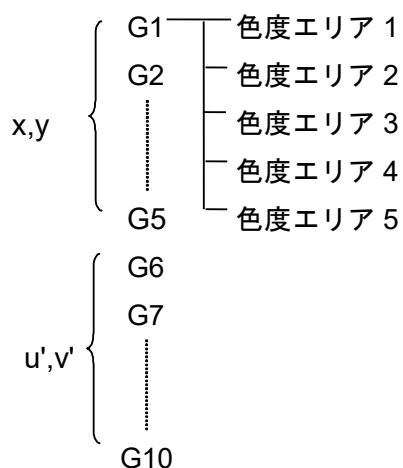 G1 色度エリア 1
G2 色度エリア 2
x,y 色度エリア 3
色度エリア 4
G5 色度エリア 5
G6
G7
u',v'
G10